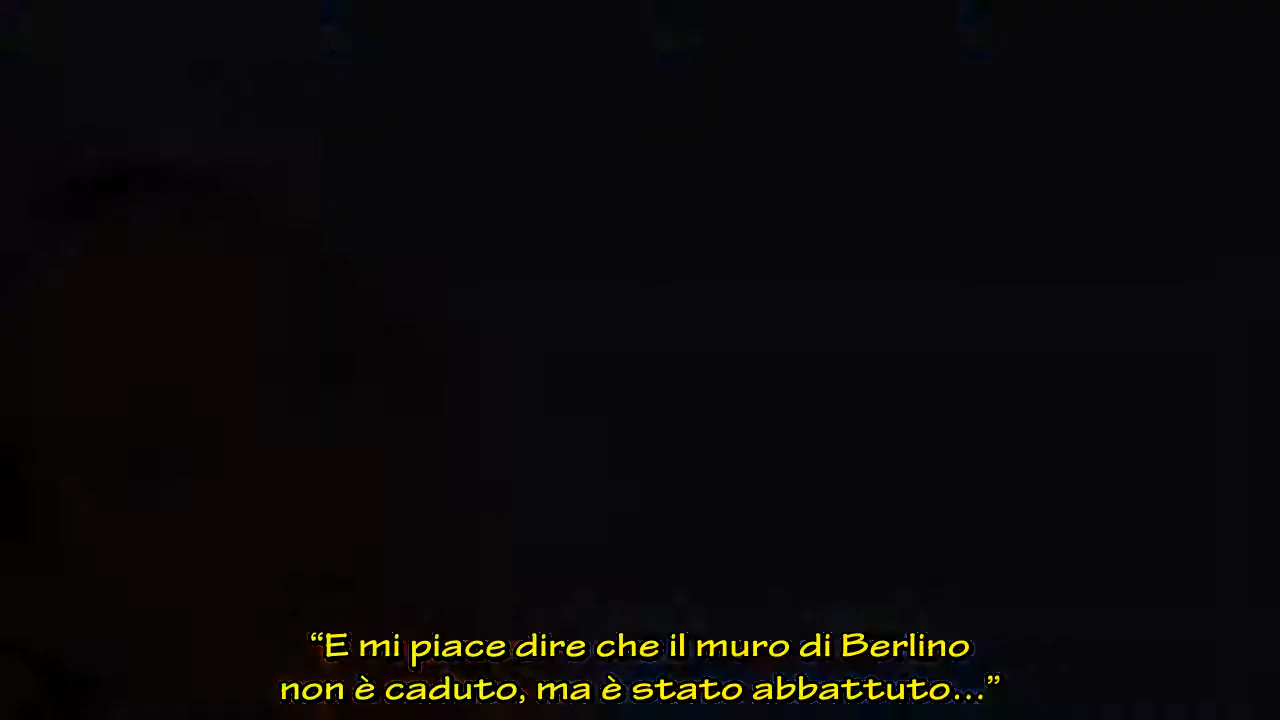 “E mi piace dire che il muro di Berlino
non è caduto, ma è stato abbattuto...”